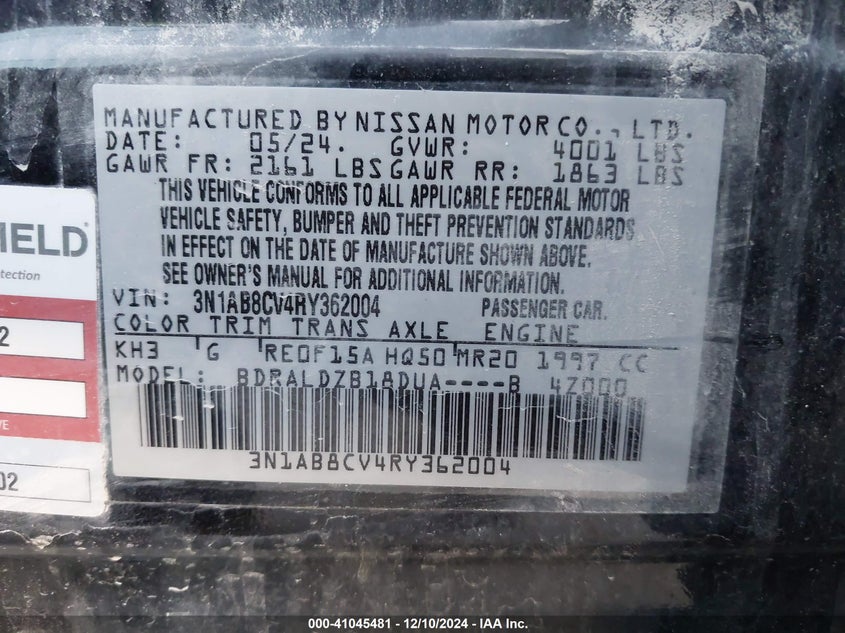 MANUFACTURED BY NISSAN MOTOR CO., LTD.
DATE: 05/24. GVWR: 4001 LBS
GAWR FR: 2161 LBS GAWR RR: 1863 LBS
THIS VEHICLE CONFORMS TO ALL APPLICABLE FEDERAL MOTOR
VEHICLE SAFETY, BUMPER AND THEFT PREVENTION STANDARDS
IN EFFECT ON THE DATE OF MANUFACTURE SHOWN ABOVE.
SEE OWNER'S MANUAL FOR ADDITIONAL INFORMATION.
VIN: 3N1AB8CV4RY362004 PASSENGER CAR.
COLOR TRIM TRANS AXLE ENGINE
KH3 G RE0F15A HQ50 MR20 1997 CC
MODEL: BDRALDZB18DUA----B 4Z000
3N1AB8CV4RY362004
MELD®
tection
2
02
000-41045481 - 12/10/2024 - IAA Inc.